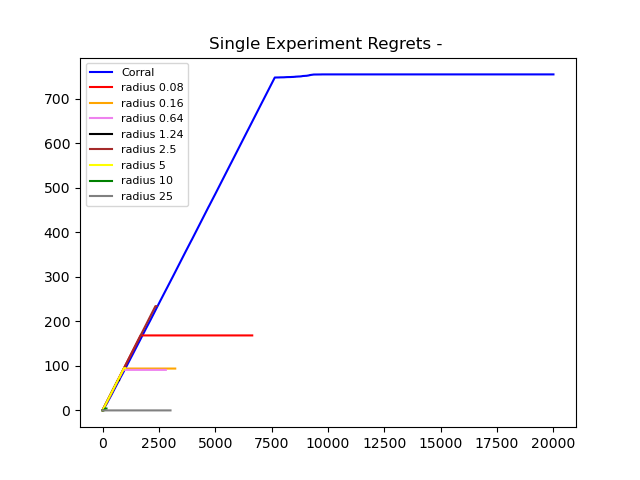 Single Experiment Regrets -
Corral
radius 0.08
radius 0.16
radius 0.64
radius 1.24
radius 2.5
radius 5
radius 10
radius 25
700
600
500
400
300
200
100
0
0 2500 5000 7500 10000 12500 15000 17500 20000